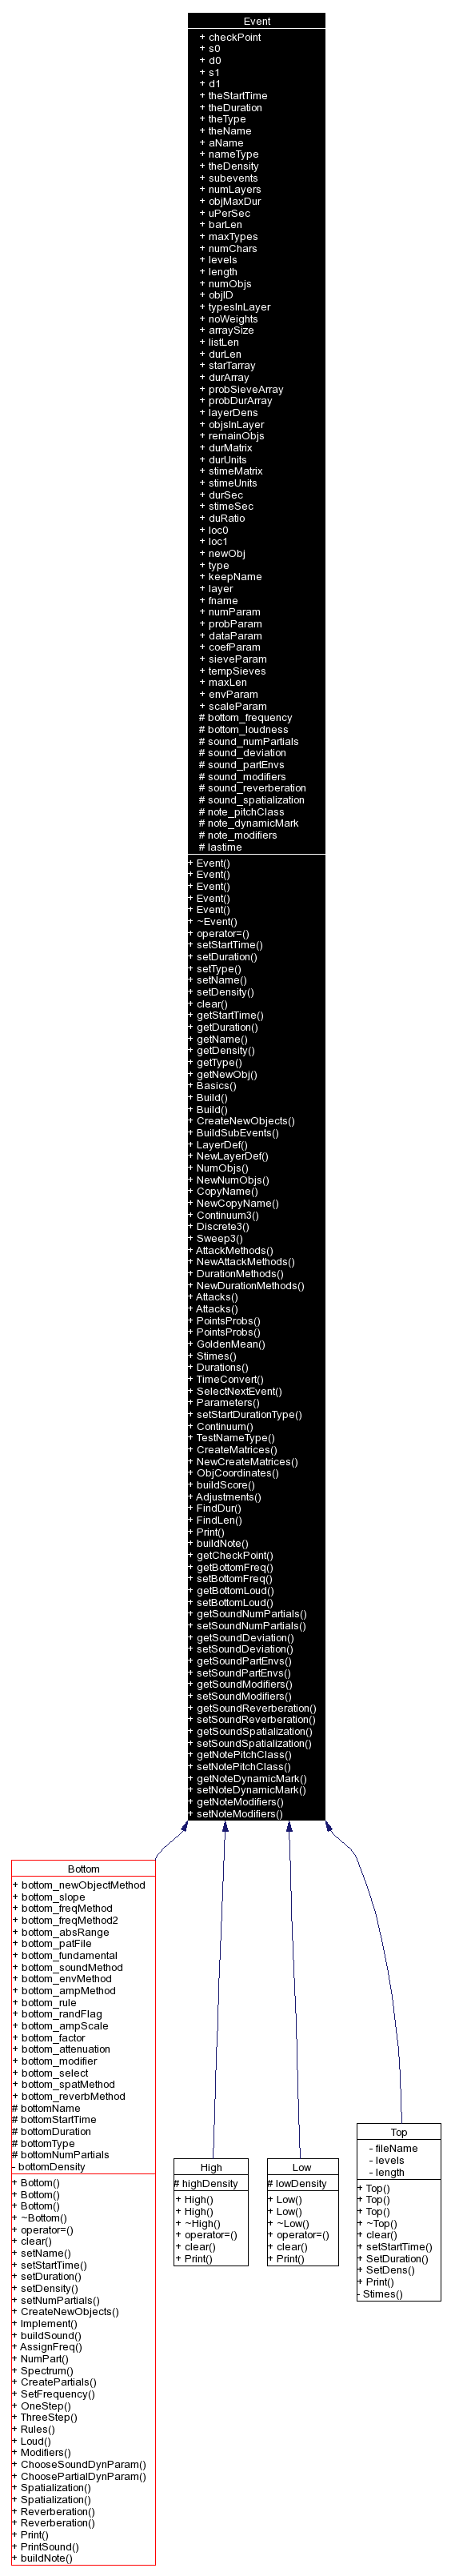 Event
+ checkPoint
+ s0
+ d0
+ s1
+ d1
+ theStartTime
+ theDuration
+ theType
+ theName
+ aName
+ nameType
+ theDensity
+ subevents
+ numLayers
+ objMaxDur
+ uPerSec
+ barLen
+ maxTypes
+ numChars
+ levels
+ length
+ numObjs
+ objID
+ typesInLayer
+ noWeights
+ arraySize
+ listLen
+ durLen
+ starTarray
+ durArray
+ probSieveArray
+ probDurArray
+ layerDens
+ objsInLayer
+ remainObjs
+ durMatrix
+ durUnits
+ stimeMatrix
+ stimeUnits
+ durSec
+ stimeSec
+ duRatio
+ loc0
+ loc1
+ newObj
+ type
+ keepName
+ layer
+ fname
+ numParam
+ probParam
+ dataParam
+ coefParam
+ sieveParam
+ tempSieves
+ maxLen
+ envParam
+ scaleParam
# bottom_frequency
# bottom_loudness
# sound_numPartials
# sound_deviation
# sound_partEnvs
# sound_modifiers
# sound_reverberation
# sound_spatialization
# note_pitchClass
# note_dynamicMark
# note_modifiers
# lastime
+ Event()
+ Event()
+ Event()
+ Event()
+ Event()
+ ~Event()
+ operator=()
+ setStartTime()
+ setDuration()
+ setType()
+ setName()
+ setDensity()
+ clear()
+ getStartTime()
+ getDuration()
+ getName()
+ getDensity()
+ getType()
+ getNewObj()
+ Basics()
+ Build()
+ Build()
+ CreateNewObjects()
+ BuildSubEvents()
+ LayerDef()
+ NewLayerDef()
+ NumObjs()
+ NewNumObjs()
+ CopyName()
+ NewCopyName()
+ Continuum3()
+ Discrete3()
+ Sweep3()
+ AttackMethods()
+ NewAttackMethods()
+ DurationMethods()
+ NewDurationMethods()
+ Attacks()
+ Attacks()
+ PointsProbs()
+ PointsProbs()
+ GoldenMean()
+ Stimes()
+ Durations()
+ TimeConvert()
+ SelectNextEvent()
+ Parameters()
+ setStartDurationType()
+ Continuum()
+ TestNameType()
+ CreateMatrices()
+ NewCreateMatrices()
+ ObjCoordinates()
+ buildScore()
+ Adjustments()
+ FindDur()
+ FindLen()
+ Print()
+ buildNote()
+ getCheckPoint()
+ getBottomFreq()
+ setBottomFreq()
+ getBottomLoud()
+ setBottomLoud()
+ getSoundNumPartials()
+ setSoundNumPartials()
+ getSoundDeviation()
+ setSoundDeviation()
+ getSoundPartEnvs()
+ setSoundPartEnvs()
+ getSoundModifiers()
+ setSoundModifiers()
+ getSoundReverberation()
+ setSoundReverberation()
+ getSoundSpatialization()
+ setSoundSpatialization()
+ getNotePitchClass()
+ setNotePitchClass()
+ getNoteDynamicMark()
+ setNoteDynamicMark()
+ getNoteModifiers()
+ setNoteModifiers()
Bottom
+ bottom_newObjectMethod
+ bottom_slope
+ bottom_freqMethod
+ bottom_freqMethod2
+ bottom_absRange
+ bottom_patFile
+ bottom_fundamental
+ bottom_soundMethod
+ bottom_envMethod
+ bottom_ampMethod
+ bottom_rule
+ bottom_randFlag
+ bottom_ampScale
+ bottom_factor
+ bottom_attenuation
+ bottom_modifier
+ bottom_select
+ bottom_spatMethod
+ bottom_reverbMethod
# bottomName
# bottomStartTime
# bottomDuration
# bottomType
# bottomNumPartials
- bottomDensity
+ Bottom()
+ Bottom()
+ Bottom()
+ ~Bottom()
+ operator=()
+ clear()
+ setName()
+ setStartTime()
+ setDuration()
+ setDensity()
+ setNumPartials()
+ CreateNewObjects()
+ Implement()
+ buildSound()
+ AssignFreq()
+ NumPart()
+ Spectrum()
+ CreatePartials()
+ SetFrequency()
+ OneStep()
+ ThreeStep()
+ Rules()
+ Loud()
+ Modifiers()
+ ChooseSoundDynParam()
+ ChoosePartialDynParam()
+ Spatialization()
+ Spatialization()
+ Reverberation()
+ Reverberation()
+ Print()
+ PrintSound()
+ buildNote()
High
# highDensity
+ High()
+ High()
+ ~High()
+ operator=()
+ clear()
+ Print()
Low
# lowDensity
+ Low()
+ Low()
+ ~Low()
+ operator=()
+ clear()
+ Print()
Top
- fileName
- levels
- length
+ Top()
+ Top()
+ Top()
+ ~Top()
+ clear()
+ setStartTime()
+ SetDuration()
+ SetDens()
+ Print()
- Stimes()